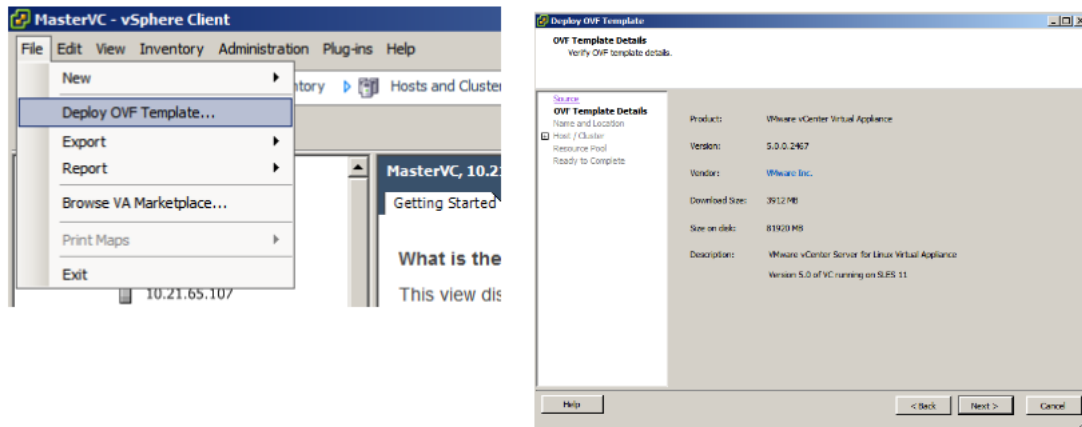 MasterVC - vSphere Client
File Edit View Inventory Administration Plug-ins Help
New
Deploy OVF Template...
Export
Report
Browse VA Marketplace...
Print Maps
Exit
ntory Hosts and Cluster
10.21.65.107
MasterVC, 10.2
Getting Started
What is the
This view dis
Deploy OVF Template
OVF Template Details
Verify OVF template details.
Source
OVF Template Details
Name and Location
Host / Cluster
Resource Pool
Ready to Complete
Product: VMware vCenter Virtual Appliance
Version: 5.0.0.2467
Vendor: VMware Inc.
Download Size: 3912 MB
Size on disk: 81920 MB
Description: VMware vCenter Server for Linux Virtual Appliance
Version 5.0 of VC running on SLES 11
Help < Back Next > Cancel